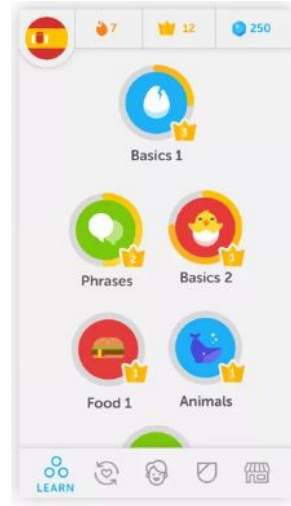 7 12 250
3
Basics 1
2 1
Phrases Basics 2
1 1
Food 1 Animals
LEARN